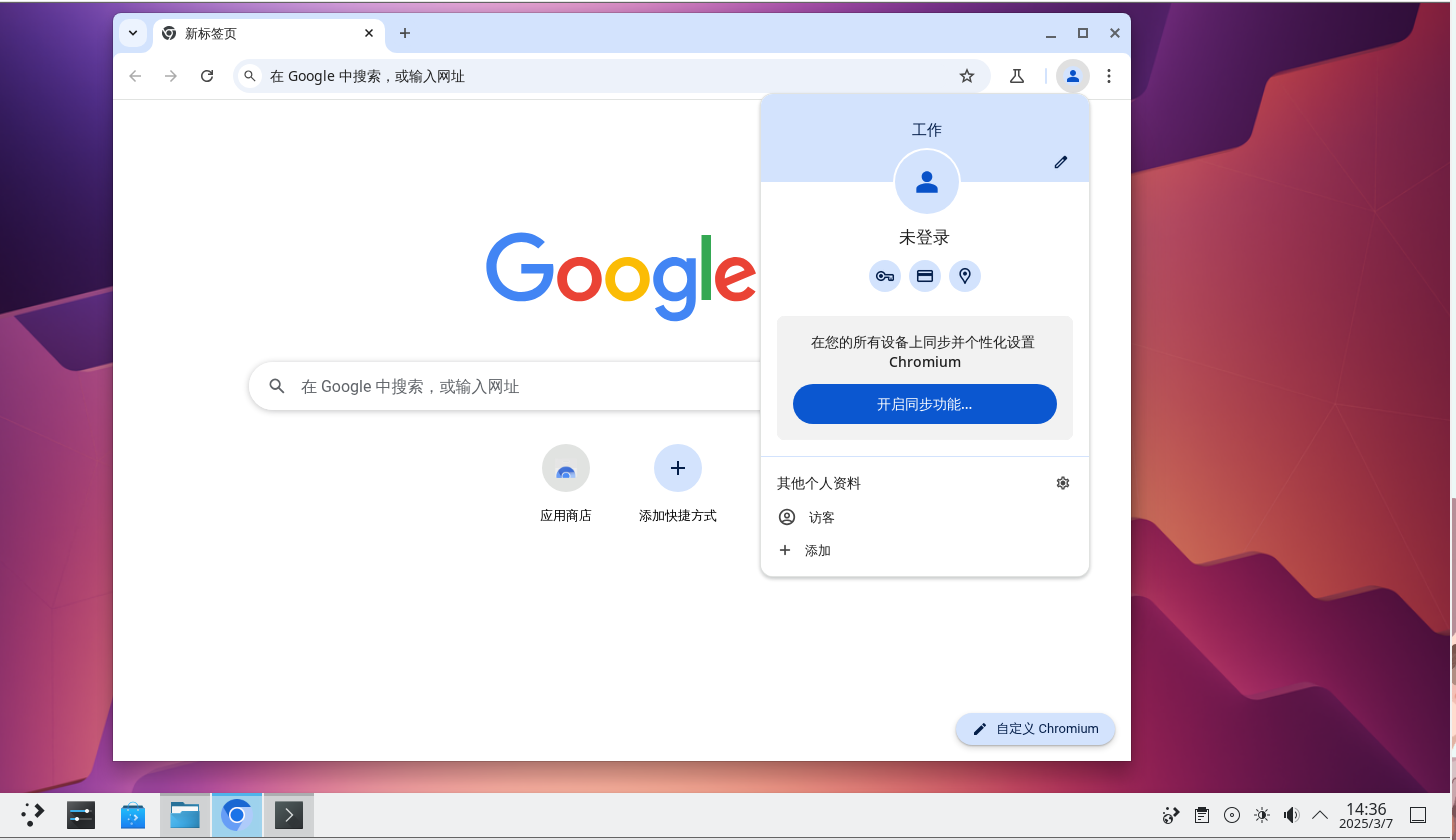 新标签页
在 Google 中搜索，或输入网址
工作
未登录
Google
在您的所有设备上同步并个性化设置
Chromium
开启同步功能...
在 Google 中搜索，或输入网址
应用商店
添加快捷方式
其他个人资料
访客
添加
自定义 Chromium
14:36
2025/3/7